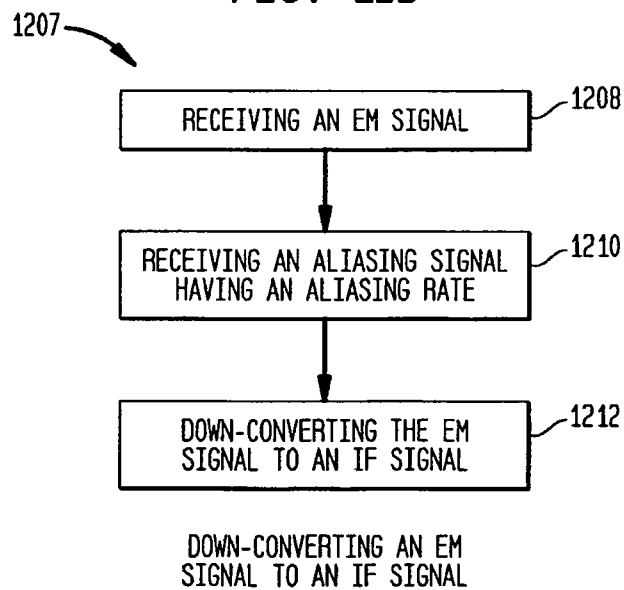 1207
RECEIVING AN EM SIGNAL
1208
RECEIVING AN ALIASING SIGNAL
HAVING AN ALIASING RATE
1210
DOWN-CONVERTING THE EM
SIGNAL TO AN IF SIGNAL
1212
DOWN-CONVERTING AN EM
SIGNAL TO AN IF SIGNAL